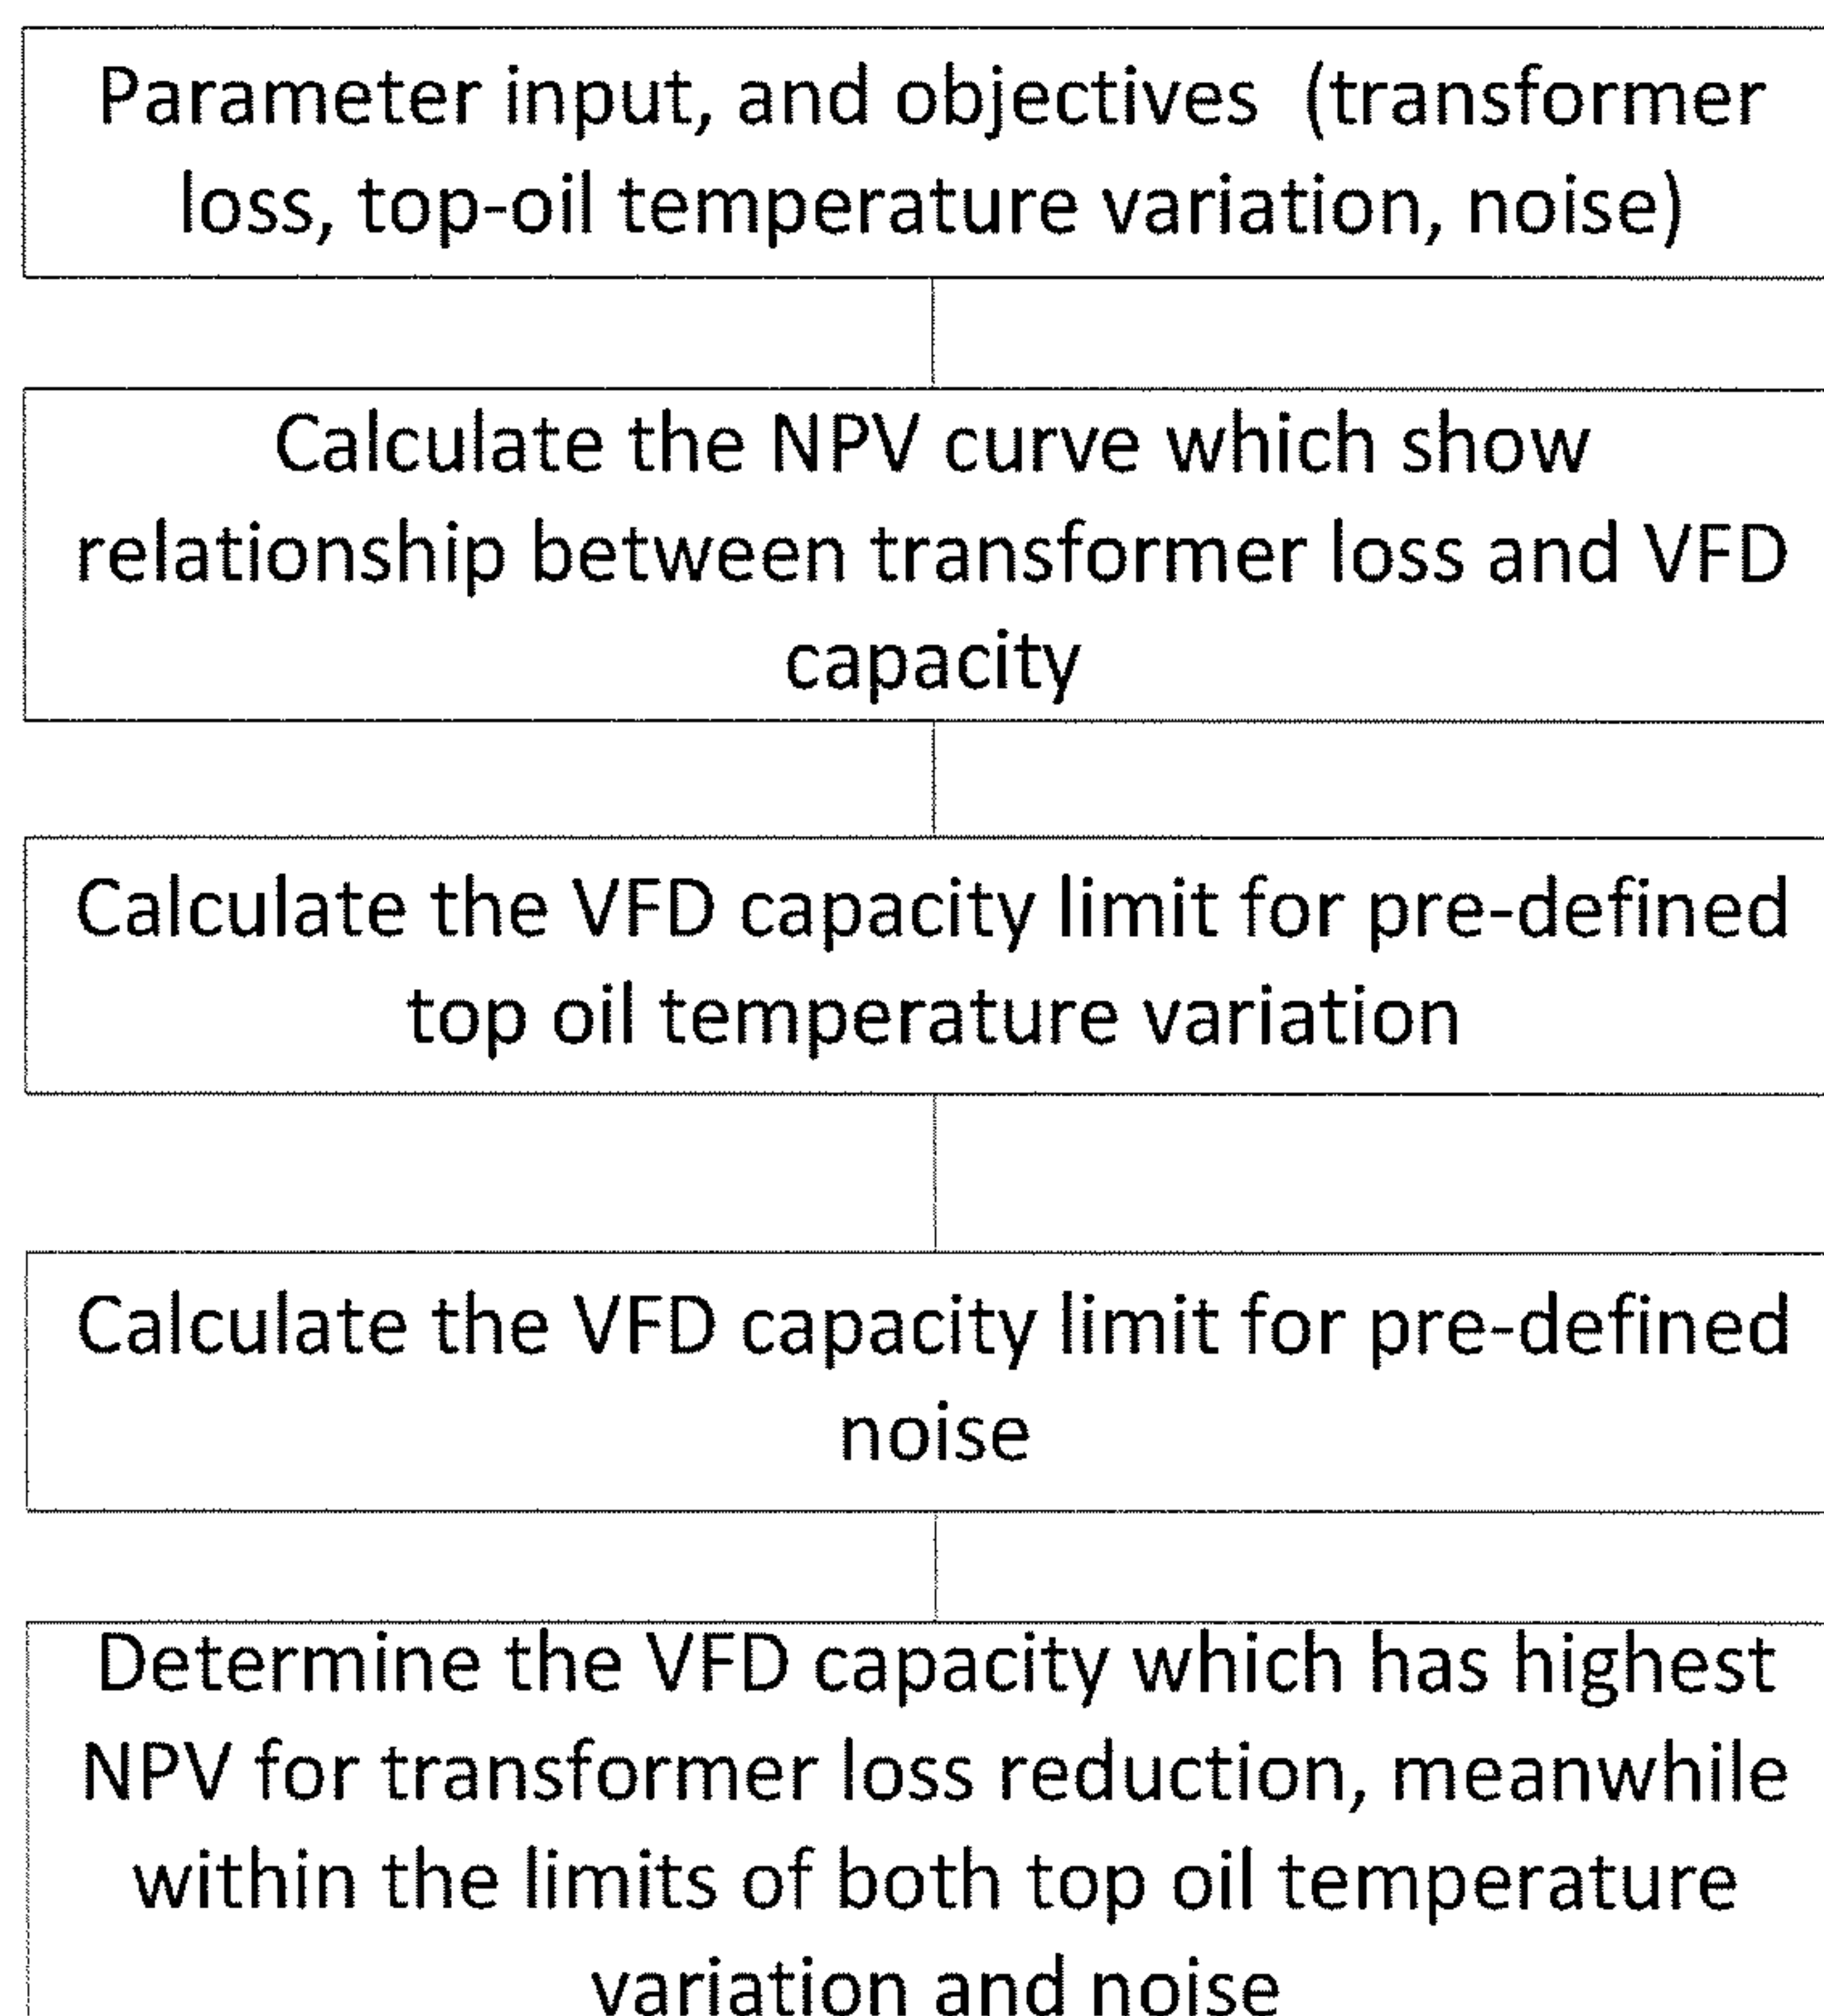 Parameter input, and objectives (transformer
loss, top-oil temperature variation, noise)
Calculate the NPV curve which show
relationship between transformer loss and VFD
capacity
Calculate the VFD capacity limit for pre-defined
top oil temperature variation
Calculate the VFD capacity limit for pre-defined
noise
Determine the VFD capacity which has highest
NPV for transformer loss reduction, meanwhile
within the limits of both top oil temperature
variation and noise